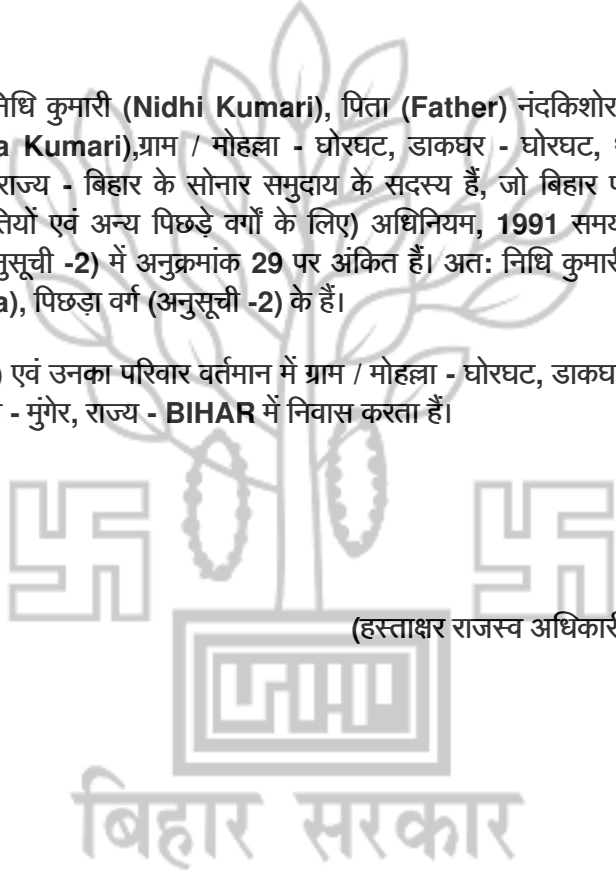 निधि कुमारी (Nidhi Kumari), पिता (Father) नंदकिशोर
a Kumari),ग्राम / मोहल्ला - घोरघट, डाकघर - घोरघट,
राज्य - बिहार के सोनार समुदाय के सदस्य हैं, जो बिहार
तियों एवं अन्य पिछड़े वर्गों के लिए) अधिनियम, 1991 समय
नुसूची -2) में अनुक्रमांक 29 पर अंकित हैं। अत: निधि कुमारी
a), पिछड़ा वर्ग (अनुसूची -2) के हैं।
) एवं उनका परिवार वर्तमान में ग्राम / मोहल्ला - घोरघट, डाकघ
- मुंगेर, राज्य - BIHAR में निवास करता हैं।
(हस्ताक्षर राजस्व अधिकारी
बिहार सरकार